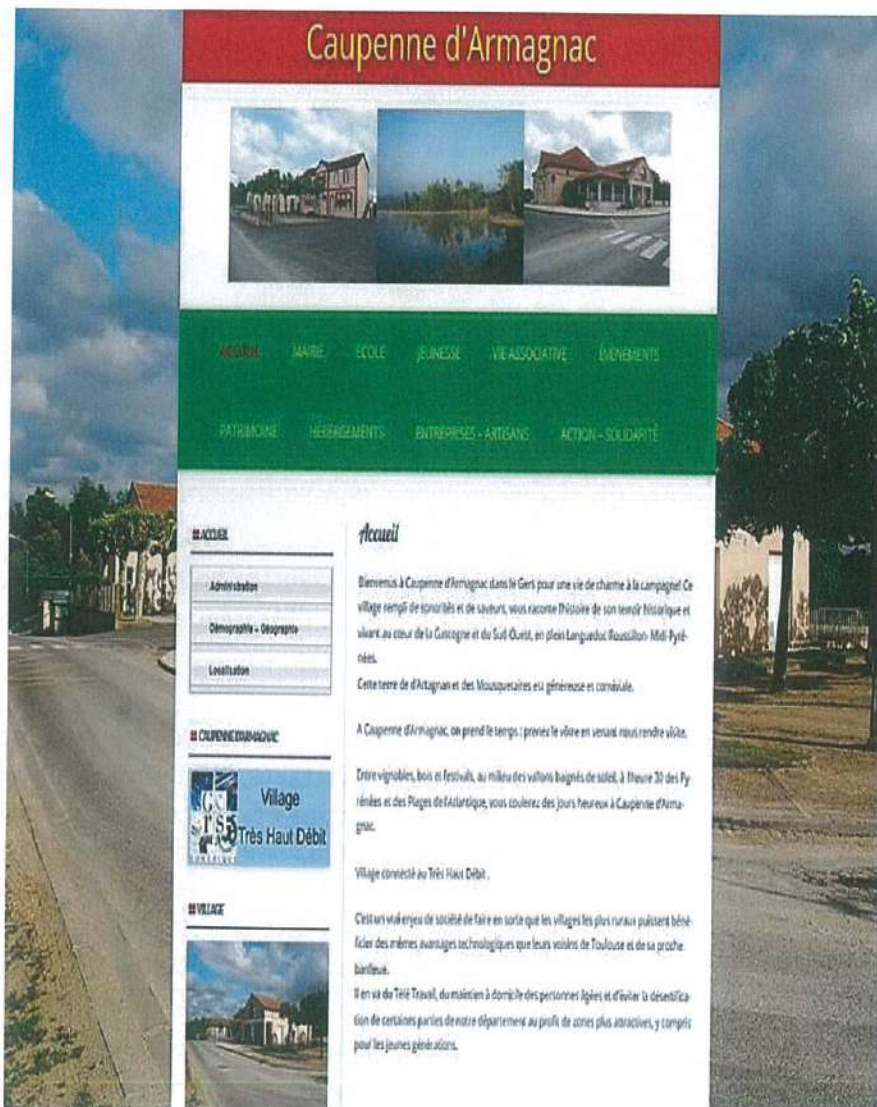 Caupenne d'Armagnac
ACCUEIL MAIRIE ECOLE JEUNESSE VIE ASSOCIATIVE ÉVÉNEMENTS
PATRIMOINE HÉBERGEMENTS ENTREPRISES – ARTISANS ACTION – SOLIDARITÉ
ACCUEIL
Administration
Démographie – Géographie
Localisation
CAUPENNE D'ARMAGNAC
Gers
Village
Très Haut Débit
VILLAGE
Accueil
Bienvenus à Caupenne d'Armagnac dans le Gers pour une vie de charme à la campagne! Ce
village rempli de sonorités et de saveurs, vous raconte l'histoire de son terroir historique et
vivant au cœur de la Gascogne et du Sud-Ouest, en plein Languedoc Roussillon- Midi-Pyré-
nées.
Cette terre de d'Artagnan et des Mousquetaires est généreuse et conviviale.
A Caupenne d'Armagnac, on prend le temps : prenez le vôtre en venant nous rendre visite.
Entre vignobles, bois et festivals, au milieu des vallons baignés de soleil, à 1heure 30 des Py-
rénées et des Plages de l'Atlantique, vous coulerez des jours heureux à Caupenne d'Arma-
gnac.
Village connecté au Très Haut Débit .
C'est un vrai enjeu de société de faire en sorte que les villages les plus ruraux puissent béné-
ficier des mêmes avantages technologiques que leurs voisins de Toulouse et de sa proche
banlieue.
Il en va du Télé Travail, du maintien à domicile des personnes âgées et d'éviter la désertifica-
tion de certaines parties de notre département au profit de zones plus attractives, y compris
pour les jeunes générations.